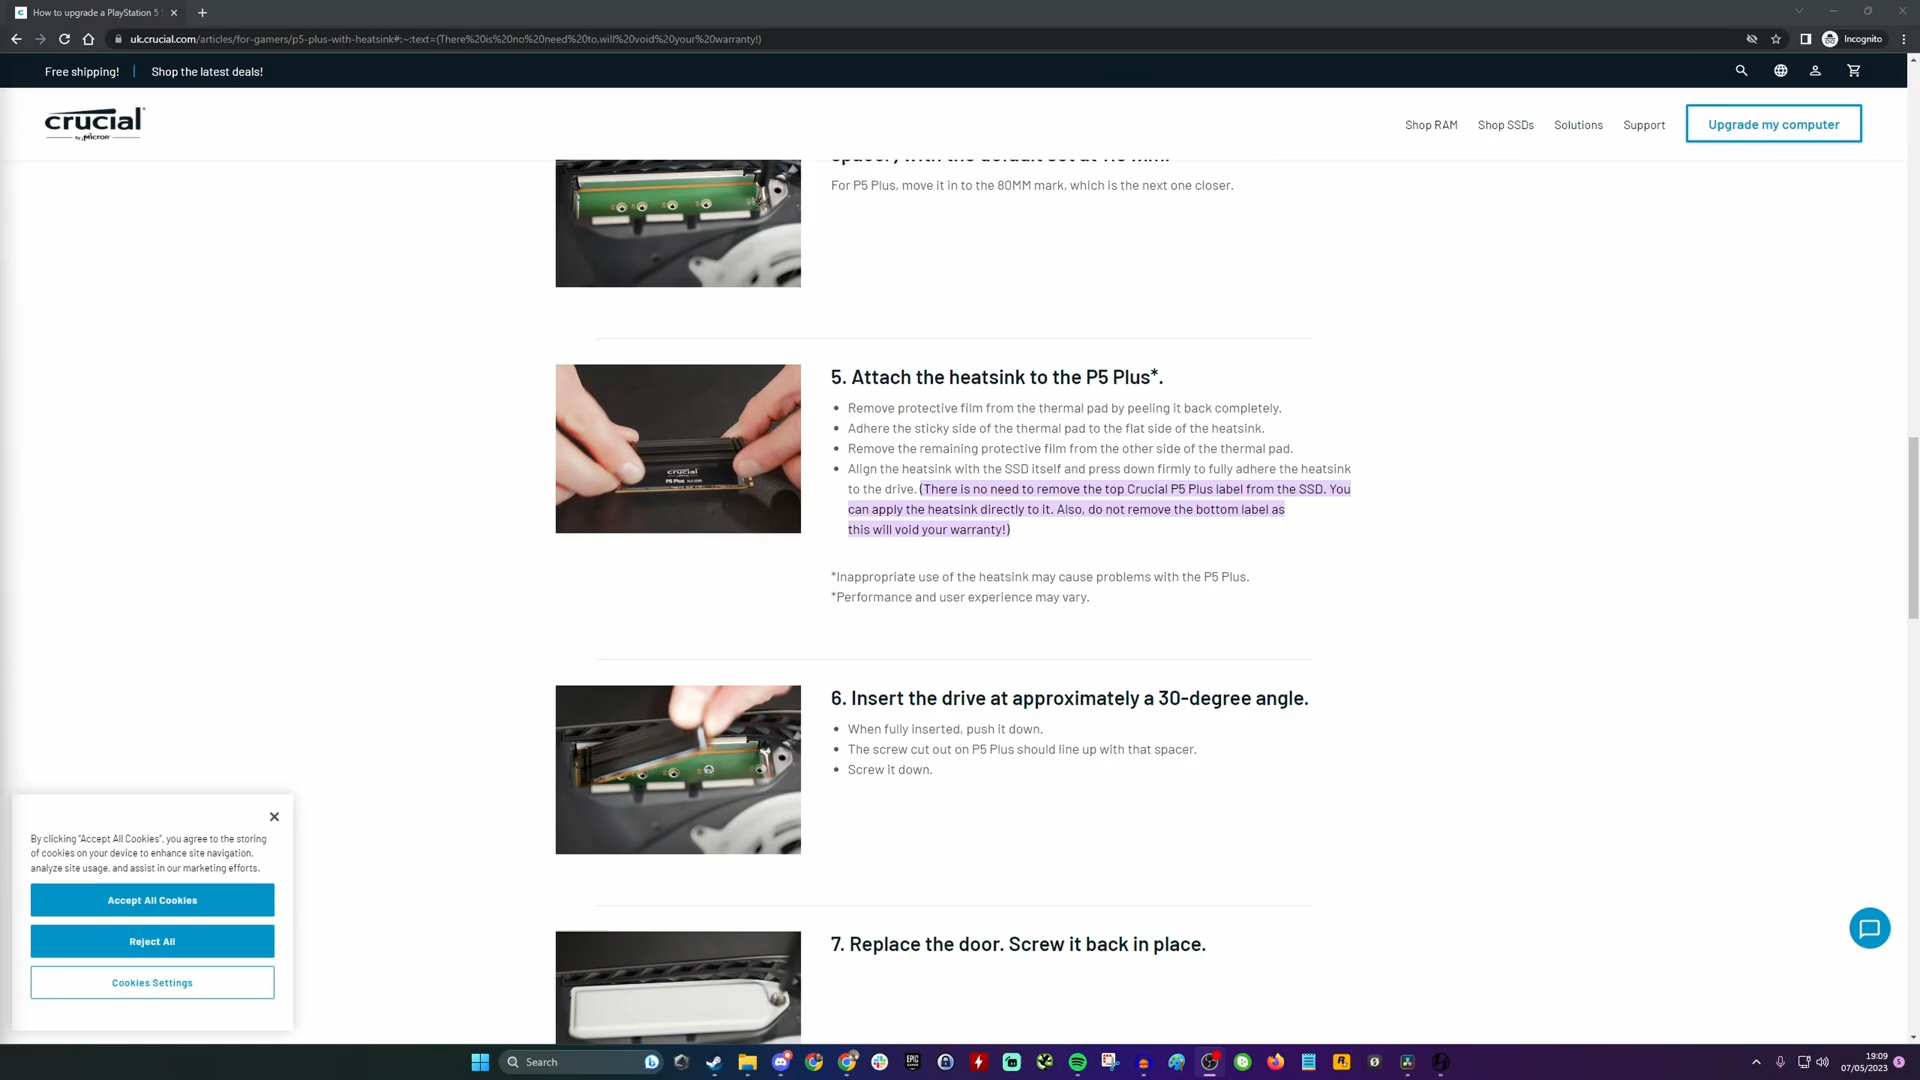 How to upgrade a PlayStation 5
uk.crucial.com/articles/for-gamers/p5-plus-with-heatsink#:~:text=(There%20is%20no%20need%20to,will%20void%20your%20warranty!)
Incognito
Free shipping! | Shop the latest deals!
crucial
by Micron
Shop RAM
Shop SSDs
Solutions
Support
Upgrade my computer
For P5 Plus, move it in to the 80MM mark, which is the next one closer.
5. Attach the heatsink to the P5 Plus*.
Remove protective film from the thermal pad by peeling it back completely.
Adhere the sticky side of the thermal pad to the flat side of the heatsink.
Remove the remaining protective film from the other side of the thermal pad.
Align the heatsink with the SSD itself and press down firmly to fully adhere the heatsink
to the drive. (There is no need to remove the top Crucial P5 Plus label from the SSD. You
can apply the heatsink directly to it. Also, do not remove the bottom label as
this will void your warranty!)
crucial
*Inappropriate use of the heatsink may cause problems with the P5 Plus.
*Performance and user experience may vary.
6. Insert the drive at approximately a 30-degree angle.
When fully inserted, push it down.
The screw cut out on P5 Plus should line up with that spacer.
Screw it down.
7. Replace the door. Screw it back in place.
By clicking “Accept All Cookies”, you agree to the storing
of cookies on your device to enhance site navigation,
analyze site usage, and assist in our marketing efforts.
Accept All Cookies
Reject All
Cookies Settings
Search
EPIC
19:09
07/05/2023
5